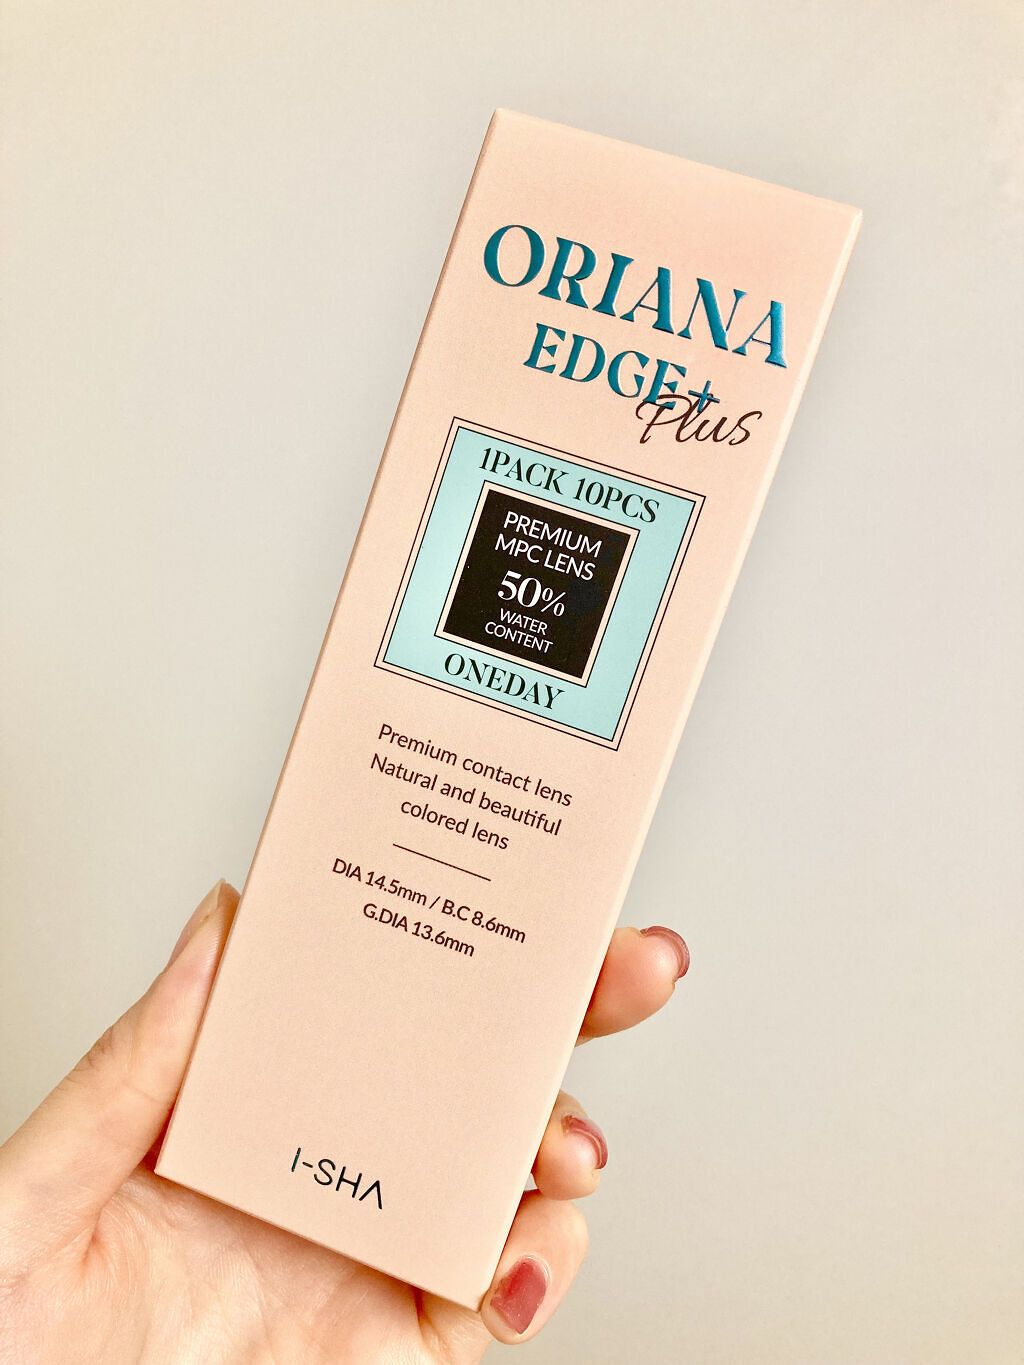 ORIANA
EDGE+
Plus
1PACK 10PCS
PREMIUM
MPC LENS
50%
WATER
CONTENT
ONEDAY
Premium contact lens
Natural and beautiful
colored lens
DIA 14.5mm / B.C 8.6mm
G.DIA 13.6mm
I-SHA